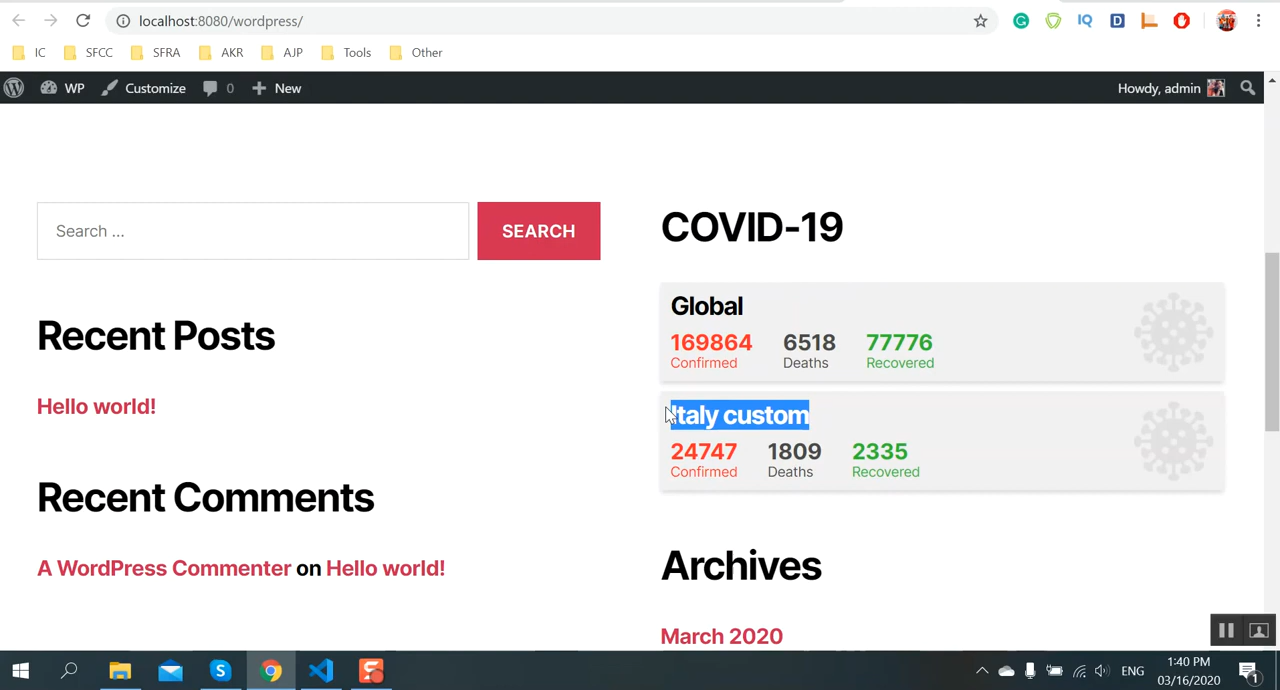 localhost:8080/wordpress/
IC SFCC SFRA AKR AJP Tools Other
WP Customize 0 New Howdy, admin
Search ... SEARCH
Recent Posts
Hello world!
Recent Comments
A WordPress Commenter on Hello world!
COVID-19
Global
169864 6518 77776
Confirmed Deaths Recovered
Italy custom
24747 1809 2335
Confirmed Deaths Recovered
Archives
March 2020
ENG
1:40 PM
03/16/2020
1